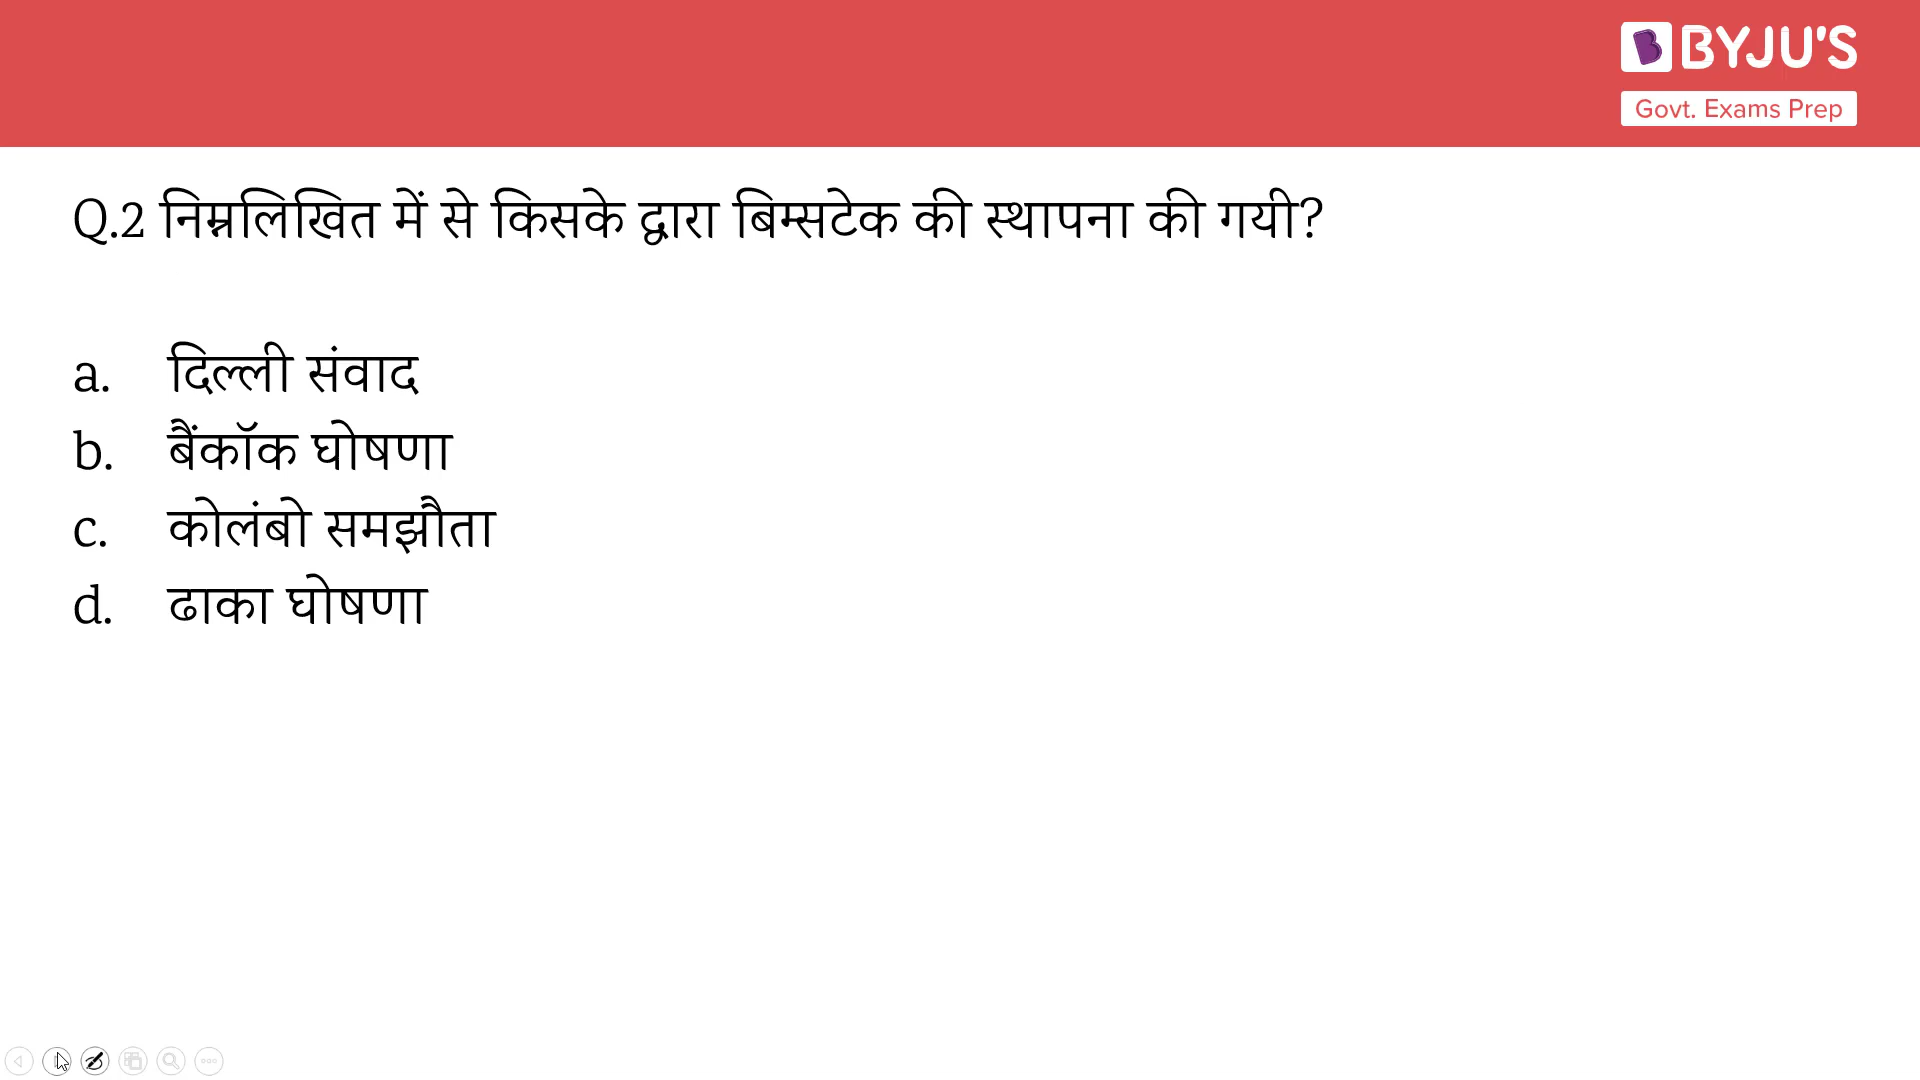 BYJU'S
Govt. Exams Prep
Q.2 निम्नलिखित में से किसके द्वारा बिम्सटेक की स्थापना की गयी?
a. दिल्ली संवाद
b. बैंकॉक घोषणा
c. कोलंबो समझौता
d. ढाका घोषणा